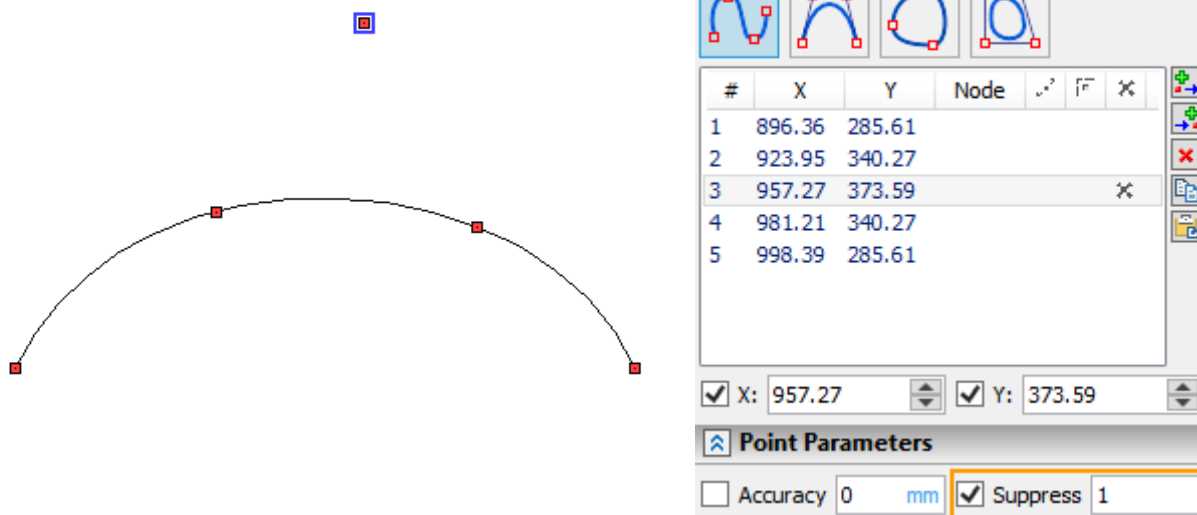 # X Y Node
1 896.36 285.61
2 923.95 340.27
3 957.27 373.59
4 981.21 340.27
5 998.39 285.61
X: 957.27 Y: 373.59
Point Parameters
Accuracy 0 mm Suppress 1